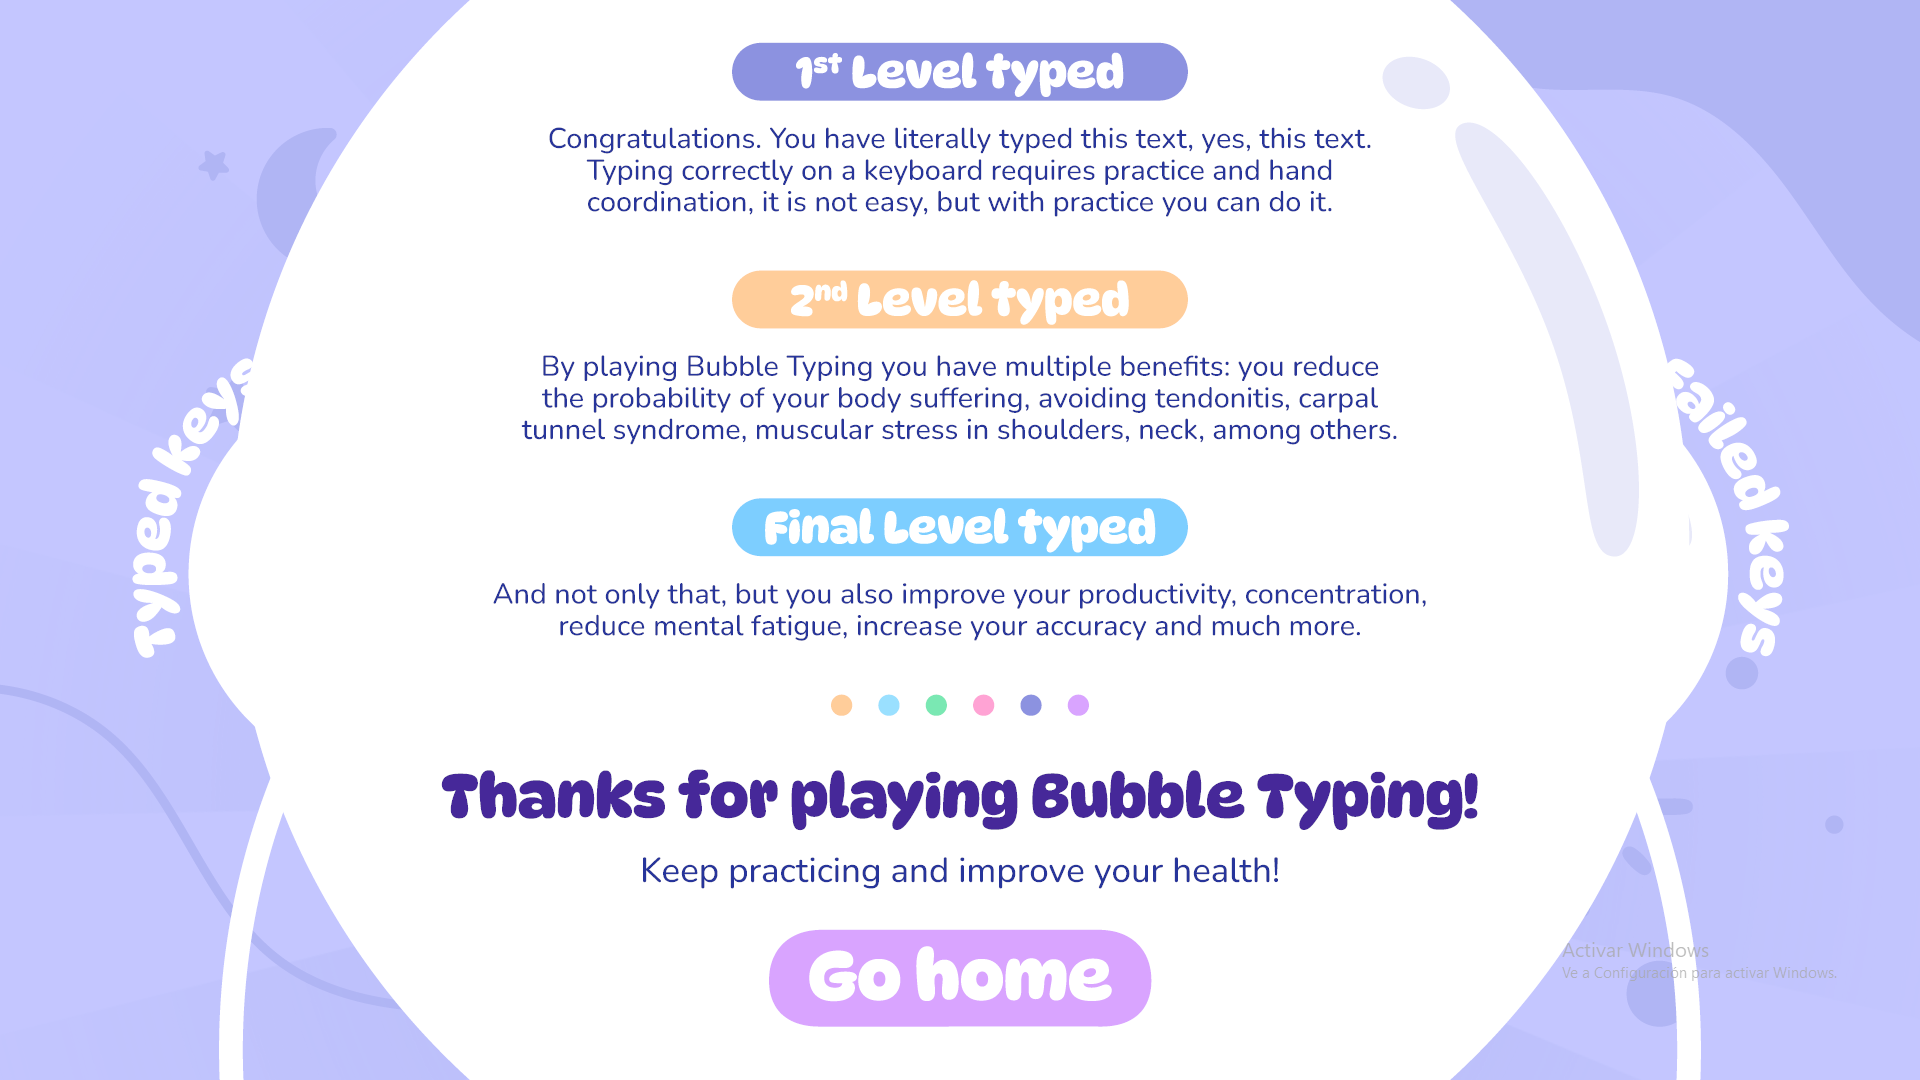 1st Level typed
Congratulations. You have literally typed this text, yes, this text.
Typing correctly on a keyboard requires practice and hand
coordination, it is not easy, but with practice you can do it.
2nd Level typed
By playing Bubble Typing you have multiple benefits: you reduce
the probability of your body suffering, avoiding tendonitis, carpal
tunnel syndrome, muscular stress in shoulders, neck, among others.
Typed keys
Failed keys
Final Level typed
And not only that, but you also improve your productivity, concentration,
reduce mental fatigue, increase your accuracy and much more.
Thanks for playing Bubble Typing!
Keep practicing and improve your health!
Go home
Activar Windows
Ve a Configuración para activar Windows.